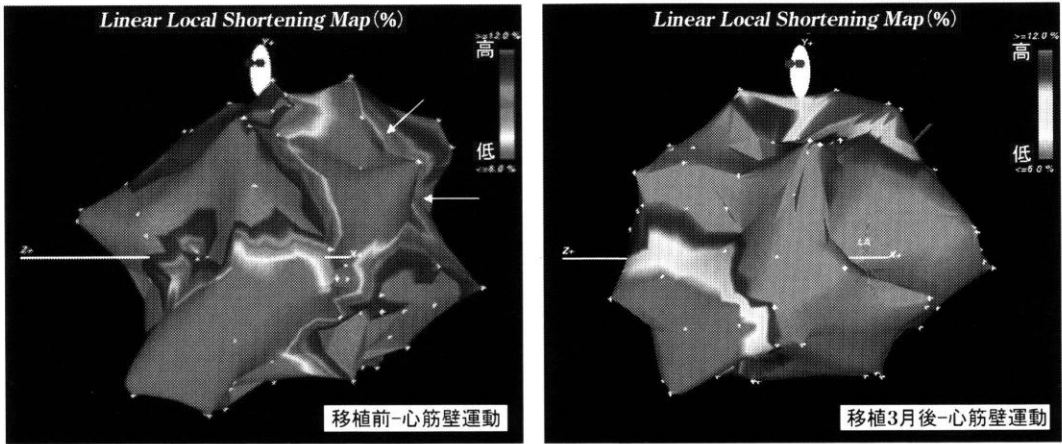 Linear Local Shortening Map(%)
Y+
>=12.0 %
高
低
<=6.0 %
Z+
移植前-心筋壁運動
Linear Local Shortening Map(%)
Y+
>=12.0 %
高
低
<=6.0 %
Z+
LA
X+
移植3月後-心筋壁運動